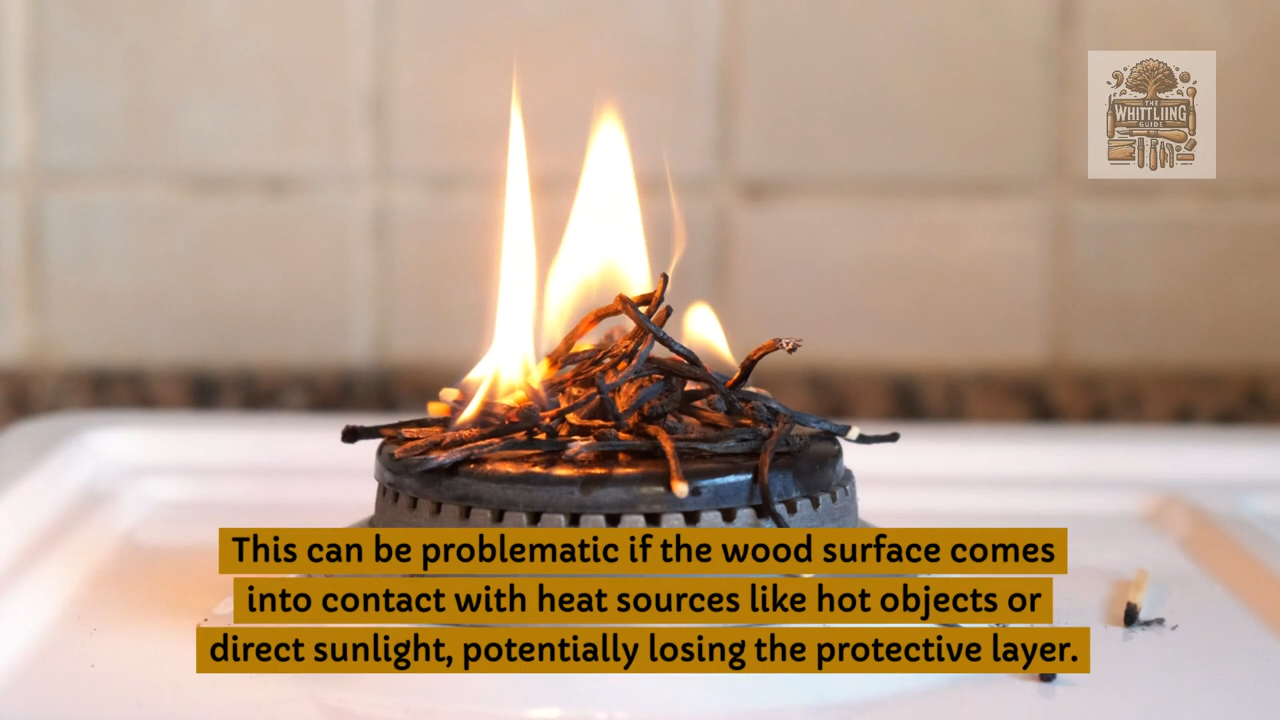 THE
WHITTLIING
GUIDE
This can be problematic if the wood surface comes
into contact with heat sources like hot objects or
direct sunlight, potentially losing the protective layer.